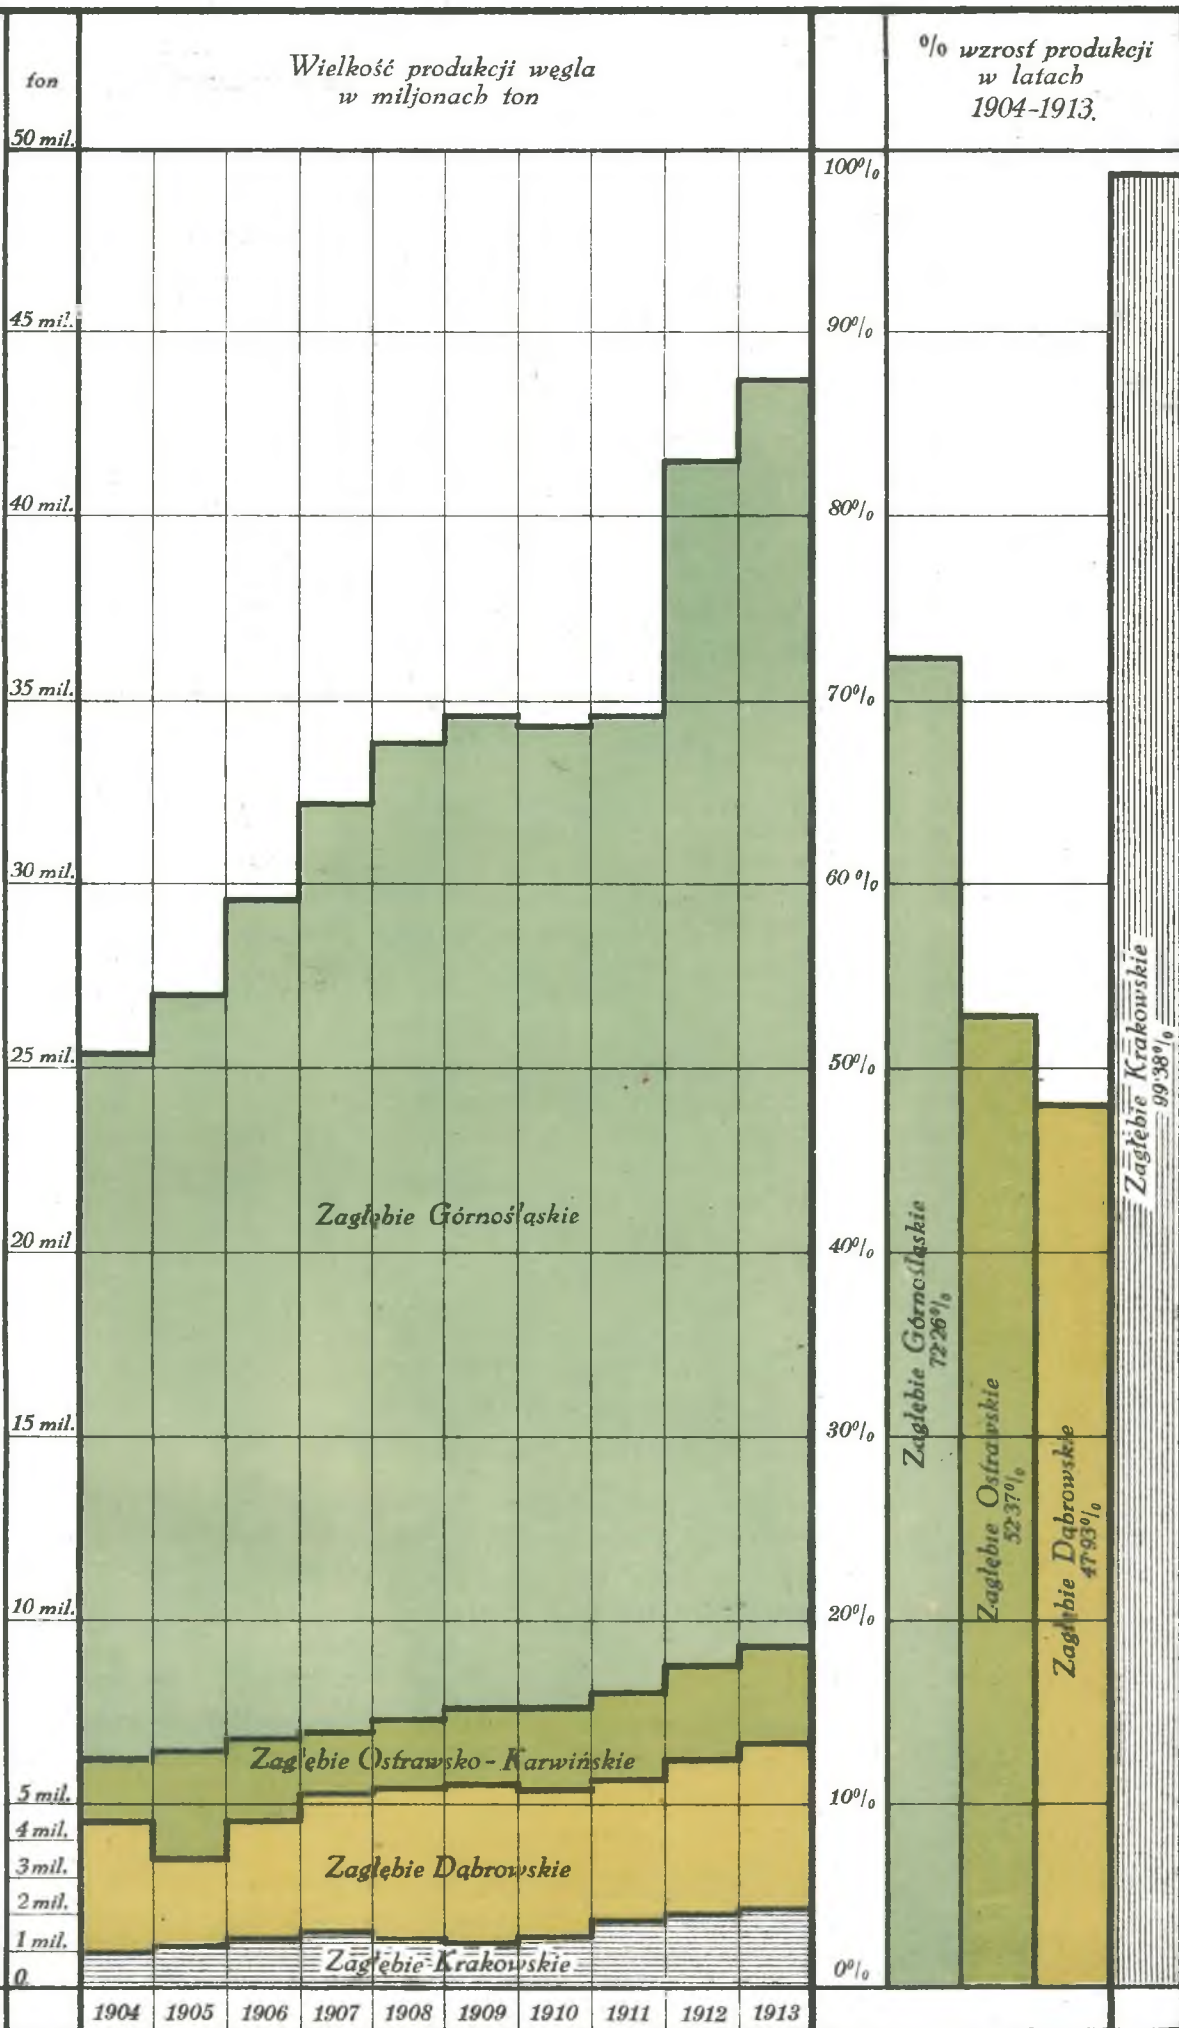 ton
Wielkość produkcji węgla
w miljonach ton
% wzrost produkcji
w latach
1904-1913.
50 mil.
45 mil.
40 mil.
35 mil.
30 mil.
25 mil.
20 mil
15 mil.
10 mil.
5 mil.
4 mil.
3 mil.
2 mil.
1 mil.
0
100%
90%
80%
70%
60%
50%
40%
30%
20%
10%
0%
Zagłębie Górnośląskie
Zagłębie Ostrawsko-Karwińskie
Zagłębie Dąbrowskie
Zagłębie Krakowskie
Zagłębie Górnośląskie
72·26%
Zagłębie Ostrawskie
52·37%
Zagłębie Dąbrowskie
47·93%
Zagłębie Krakowskie
99·38%
1904 1905 1906 1907 1908 1909 1910 1911 1912 1913